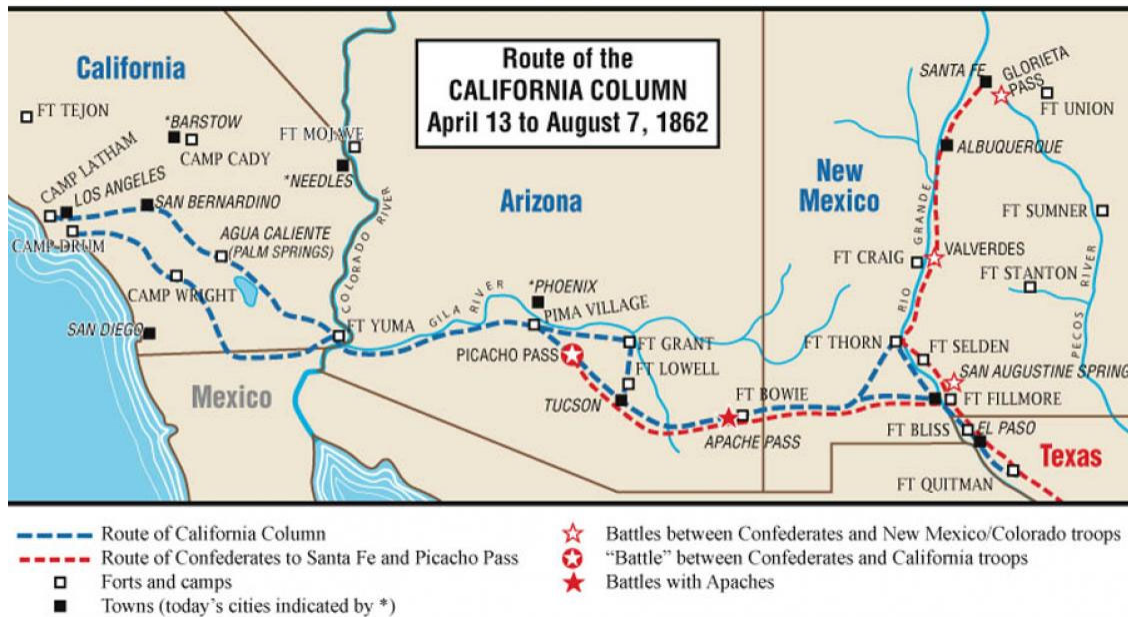 Route of the
CALIFORNIA COLUMN
April 13 to August 7, 1862
California
FT TEJON
*BARSTOW
CAMP CADY
FT MOJAVE
*NEEDLES
CAMP LATHAM
LOS ANGELES
SAN BERNARDINO
CAMP DRUM
AGUA CALIENTE
(PALM SPRINGS)
CAMP WRIGHT
SAN DIEGO
Mexico
COLORADO RIVER
FT YUMA
Arizona
GILA RIVER
*PHOENIX
PIMA VILLAGE
PICACHO PASS
FT GRANT
FT LOWELL
TUCSON
FT BOWIE
APACHE PASS
New
Mexico
SANTA FE
GLORIETA
PASS
FT UNION
ALBUQUERQUE
RIO GRANDE
FT SUMNER
FT CRAIG
VALVERDES
FT STANTON
PECOS RIVER
FT THORN
FT SELDEN
SAN AUGUSTINE SPRING
FT FILLMORE
FT BLISS
EL PASO
Texas
FT QUITMAN
Route of California Column
Route of Confederates to Santa Fe and Picacho Pass
Forts and camps
Towns (today's cities indicated by *)
Battles between Confederates and New Mexico/Colorado troops
“Battle” between Confederates and California troops
Battles with Apaches